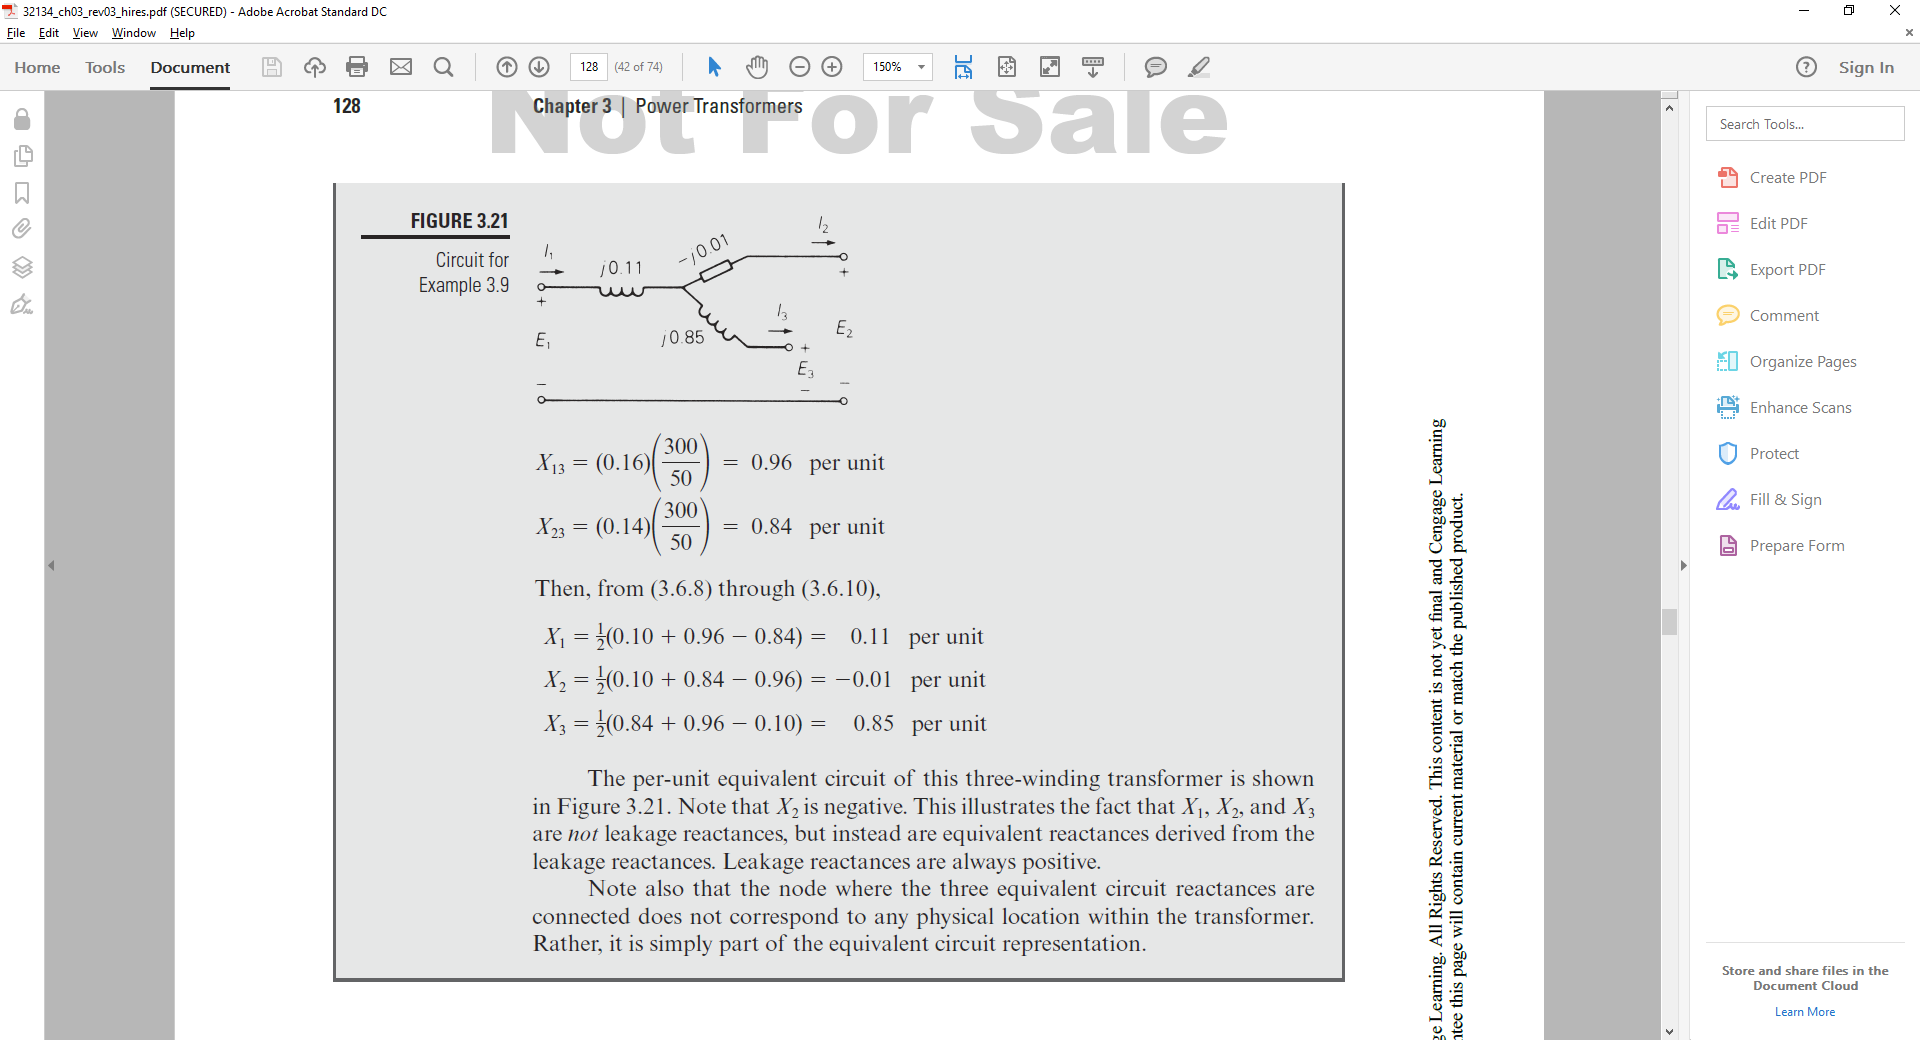 32134_ch03_rev03_hires.pdf (SECURED) - Adobe Acrobat Standard DC
File Edit View Window Help
Home Tools Document 128 (42 of 74) 150% Sign In
Not For Sale
128 Chapter 3 | Power Transformers
FIGURE 3.21
Circuit for
Example 3.9
I₁
j0.11
−j0.01
I₂
+
+
E₁
j0.85
I₃
+
E₂
E₃
−
−
−
X₁₃ = (0.16)(300/50) = 0.96 per unit
X₂₃ = (0.14)(300/50) = 0.84 per unit
Then, from (3.6.8) through (3.6.10),
X₁ = ½(0.10 + 0.96 − 0.84) = 0.11 per unit
X₂ = ½(0.10 + 0.84 − 0.96) = −0.01 per unit
X₃ = ½(0.84 + 0.96 − 0.10) = 0.85 per unit
The per-unit equivalent circuit of this three-winding transformer is shown
in Figure 3.21. Note that X₂ is negative. This illustrates the fact that X₁, X₂, and X₃
are not leakage reactances, but instead are equivalent reactances derived from the
leakage reactances. Leakage reactances are always positive.
Note also that the node where the three equivalent circuit reactances are
connected does not correspond to any physical location within the transformer.
Rather, it is simply part of the equivalent circuit representation.
Learning. All Rights Reserved. This content is not yet final and Cengage Learning
this page will contain current material or match the published product.
Search Tools...
Create PDF
Edit PDF
Export PDF
Comment
Organize Pages
Enhance Scans
Protect
Fill & Sign
Prepare Form
Store and share files in the
Document Cloud
Learn More